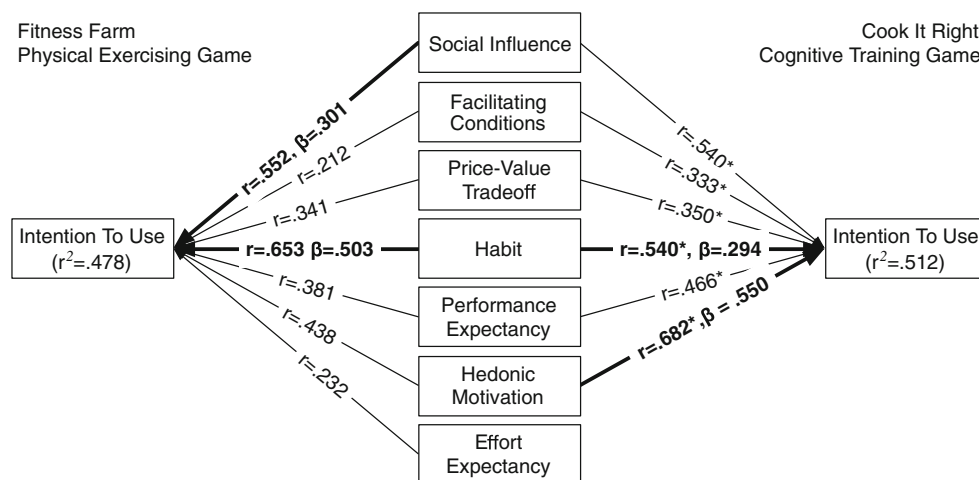 Fitness Farm
Physical Exercising Game
Cook It Right
Cognitive Training Game
Social Influence
Facilitating
Conditions
Price-Value
Tradeoff
Habit
Performance
Expectancy
Hedonic
Motivation
Effort
Expectancy
Intention To Use
(r²=.478)
r=.552, β=.301
r=.212
r=.341
r=.653 β=.503
r=.381
r=.438
r=.232
r=.540*
r=.333*
r=.350*
r=.540*, β=.294
r=.466*
r=.682*,β = .550
Intention To Use
(r²=.512)